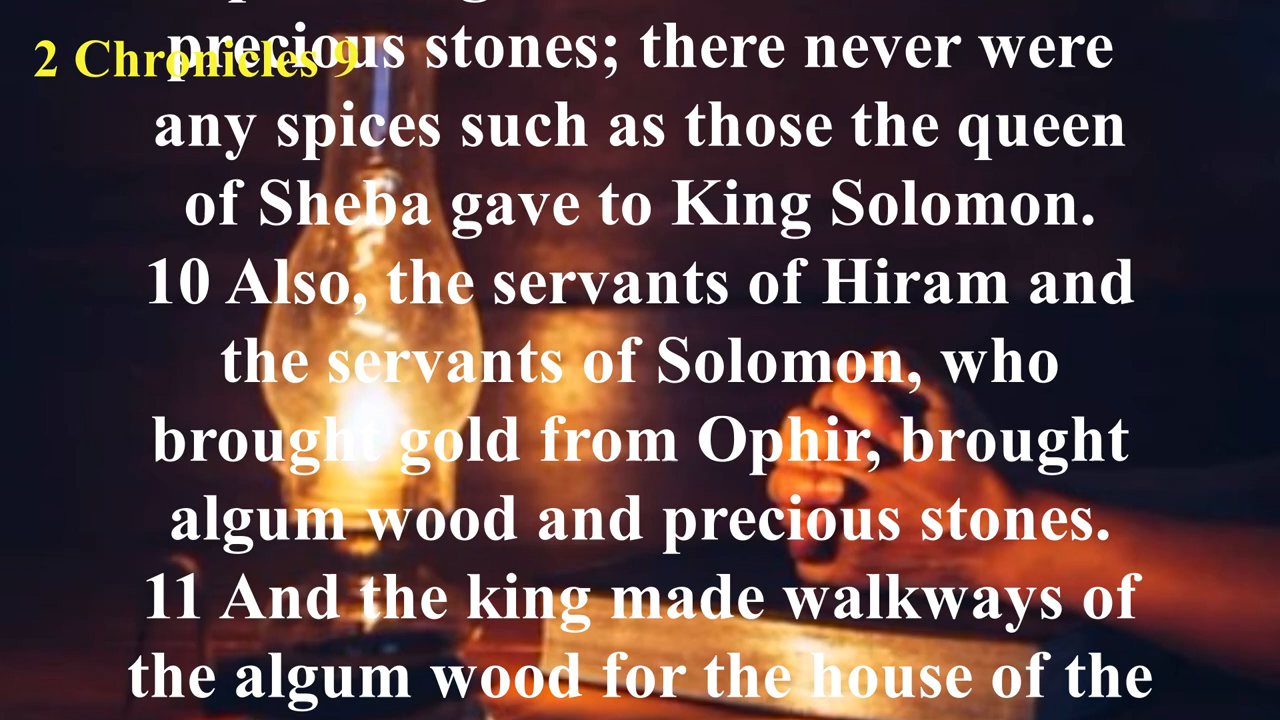 2 Chronicles 9
precious stones; there never were
any spices such as those the queen
of Sheba gave to King Solomon.
10 Also, the servants of Hiram and
the servants of Solomon, who
brought gold from Ophir, brought
algum wood and precious stones.
11 And the king made walkways of
the algum wood for the house of the